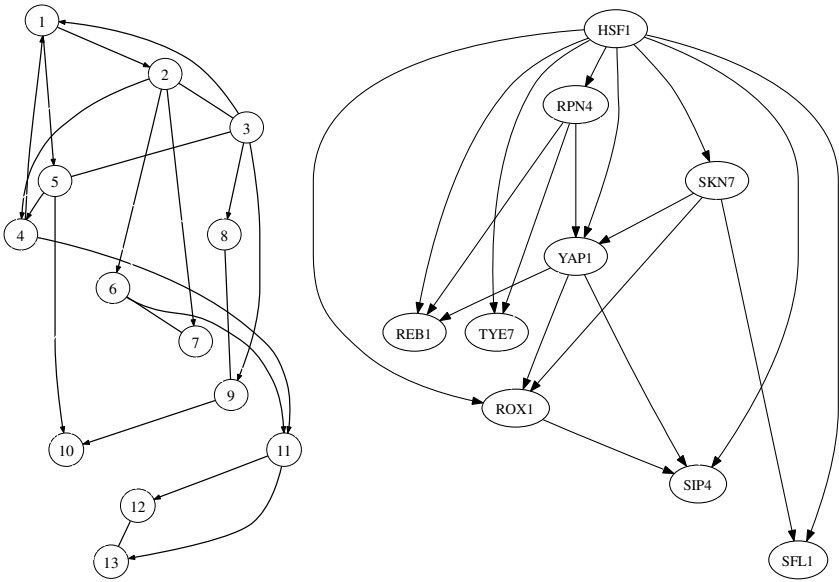 1
2
3
5
4
8
6
7
9
10
11
12
13
HSF1
RPN4
SKN7
YAP1
REB1
TYE7
ROX1
SIP4
SFL1